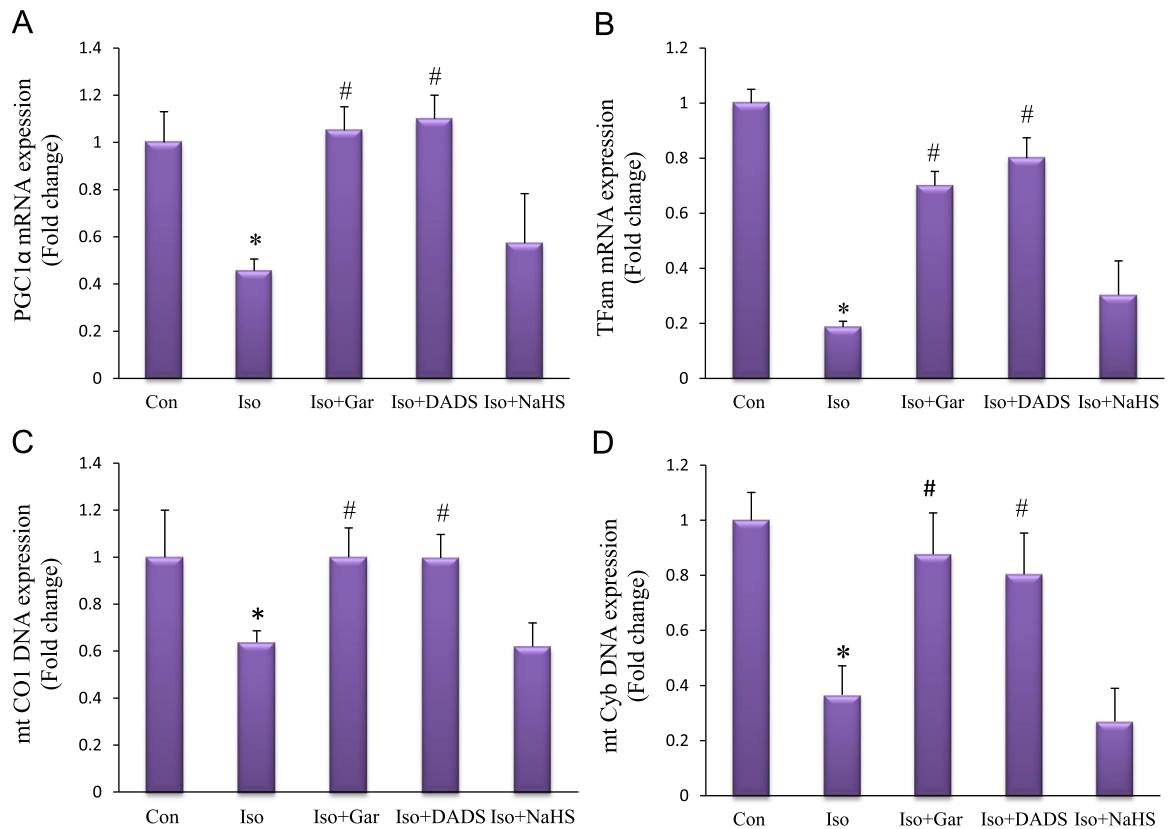 A
PGC1α mRNA expession
(Fold change)
1.4
1.2
1
0.8
0.6
0.4
0.2
0
#
#
*
Con Iso Iso+Gar Iso+DADS Iso+NaHS
B
TFam mRNA expression
(Fold change)
1.2
1
0.8
0.6
0.4
0.2
0
#
#
*
Con Iso Iso+Gar Iso+DADS Iso+NaHS
C
mt CO1 DNA expression
(Fold change)
1.4
1.2
1
0.8
0.6
0.4
0.2
0
# #
*
Con Iso Iso+Gar Iso+DADS Iso+NaHS
D
mt Cyb DNA expression
(Fold change)
1.2
1
0.8
0.6
0.4
0.2
0
#
#
*
Con Iso Iso+Gar Iso+DADS Iso+NaHS